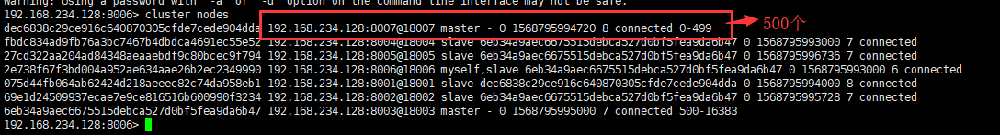 Warning: Using a password with '-a' or '-u' option on the command line interface may not be safe.
192.168.234.128:8006> cluster nodes
dec6838c29ce916c640870305cfde7cede904dda 192.168.234.128:8007@18007 master - 0 1568795994720 8 connected 0-499
500个
fbdc834ad9fb76a3bc7467b4dbdca4691ec55e52 192.168.234.128:8004@18004 slave 6eb34a9aec6675515debca527d0bf5fea9da6b47 0 1568795993000 7 connected
27cd322aa204ad84348aeaaebdf9c80bcec9f794 192.168.234.128:8005@18005 slave 6eb34a9aec6675515debca527d0bf5fea9da6b47 0 1568795996736 7 connected
2e738f67f3bd004a952ae634aae26b2ec2349990 192.168.234.128:8006@18006 myself,slave 6eb34a9aec6675515debca527d0bf5fea9da6b47 0 1568795993000 6 connected
075d44fb064ab62424d218aeeec82c74da958eb1 192.168.234.128:8001@18001 slave dec6838c29ce916c640870305cfde7cede904dda 0 1568795994000 8 connected
69e1d24509937ecae7e9ce816516b600990f3234 192.168.234.128:8002@18002 slave 6eb34a9aec6675515debca527d0bf5fea9da6b47 0 1568795995728 7 connected
6eb34a9aec6675515debca527d0bf5fea9da6b47 192.168.234.128:8003@18003 master - 0 1568795995000 7 connected 500-16383
192.168.234.128:8006>